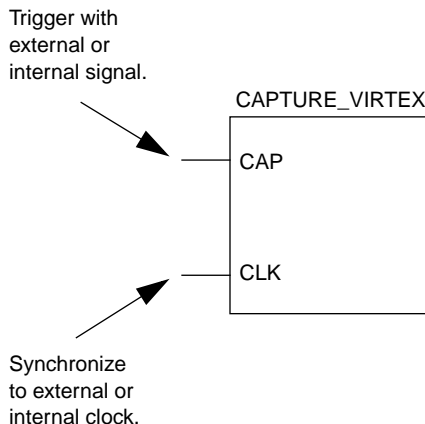 Trigger with
external or
internal signal.
CAPTURE_VIRTEX
CAP
CLK
Synchronize
to external or
internal clock.